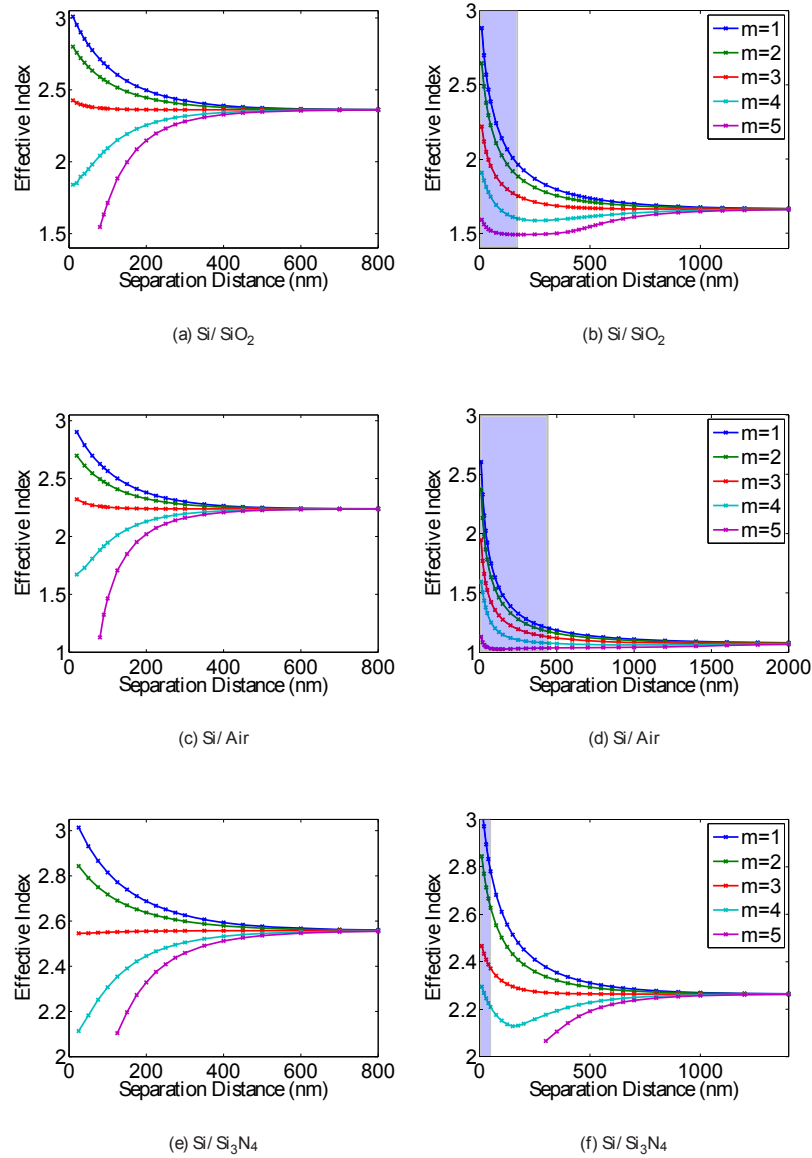 3
2.5
2
1.5
0 200 400 600 800
Effective Index
Separation Distance (nm)
(a) Si/ SiO2
3
2.5
2
1.5
0 500 1000
Effective Index
Separation Distance (nm)
m=1
m=2
m=3
m=4
m=5
(b) Si/ SiO2
3
2.5
2
1.5
1
0 200 400 600 800
Effective Index
Separation Distance (nm)
(c) Si/ Air
3
2.5
2
1.5
1
0 500 1000 1500 2000
Effective Index
Separation Distance (nm)
m=1
m=2
m=3
m=4
m=5
(d) Si/ Air
3
2.8
2.6
2.4
2.2
2
0 200 400 600 800
Effective Index
Separation Distance (nm)
(e) Si/ Si3N4
3
2.8
2.6
2.4
2.2
2
0 500 1000
Effective Index
Separation Distance (nm)
m=1
m=2
m=3
m=4
m=5
(f) Si/ Si3N4